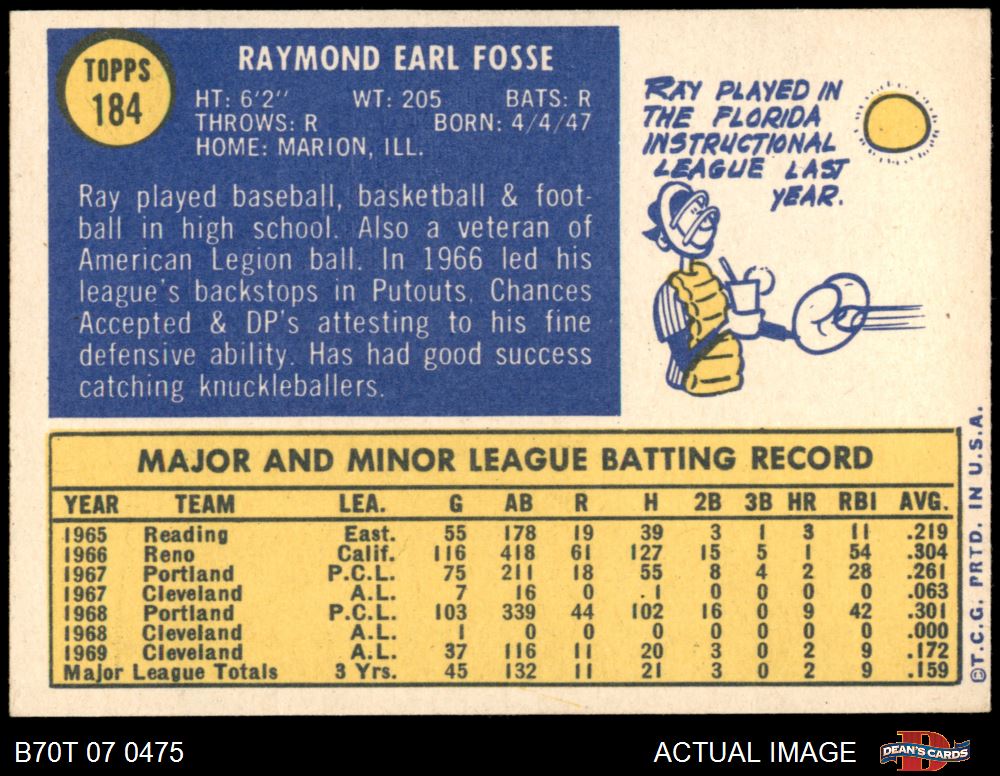 TOPPS
184
RAYMOND EARL FOSSE
HT: 6'2" WT: 205 BATS: R
THROWS: R BORN: 4/4/47
HOME: MARION, ILL.
Ray played baseball, basketball & foot-
ball in high school. Also a veteran of
American Legion ball. In 1966 led his
league's backstops in Putouts, Chances
Accepted & DP's attesting to his fine
defensive ability. Has had good success
catching knuckleballers.
RAY PLAYED IN
THE FLORIDA
INSTRUCTIONAL
LEAGUE LAST
YEAR.
MAJOR AND MINOR LEAGUE BATTING RECORD
YEAR TEAM LEA. G AB R H 2B 3B HR RBI AVG.
1965 Reading East. 55 178 19 39 3 1 3 11 .219
1966 Reno Calif. 116 418 61 127 15 5 1 54 .304
1967 Portland P.C.L. 75 211 18 55 8 4 2 28 .261
1967 Cleveland A.L. 7 16 0 1 0 0 0 0 .063
1968 Portland P.C.L. 103 339 44 102 16 0 9 42 .301
1968 Cleveland A.L. 1 0 0 0 0 0 0 0 .000
1969 Cleveland A.L. 37 116 11 20 3 0 2 9 .172
Major League Totals 3 Yrs. 45 132 11 21 3 0 2 9 .159
©T.C.G. PRTD. IN U.S.A.
B70T 07 0475 ACTUAL IMAGE
D
DEAN'S CARDS